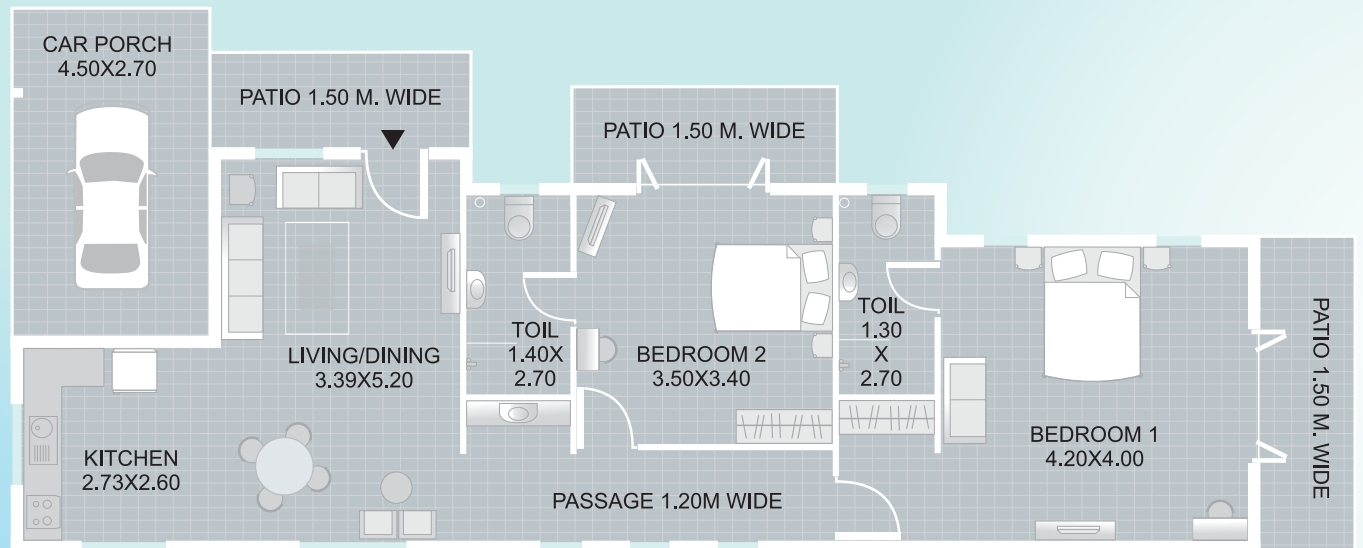 CAR PORCH
4.50X2.70
PATIO 1.50 M. WIDE
PATIO 1.50 M. WIDE
LIVING/DINING
3.39X5.20
TOIL
1.40X
2.70
BEDROOM 2
3.50X3.40
TOIL
1.30
X
2.70
BEDROOM 1
4.20X4.00
PATIO 1.50 M. WIDE
KITCHEN
2.73X2.60
PASSAGE 1.20M WIDE